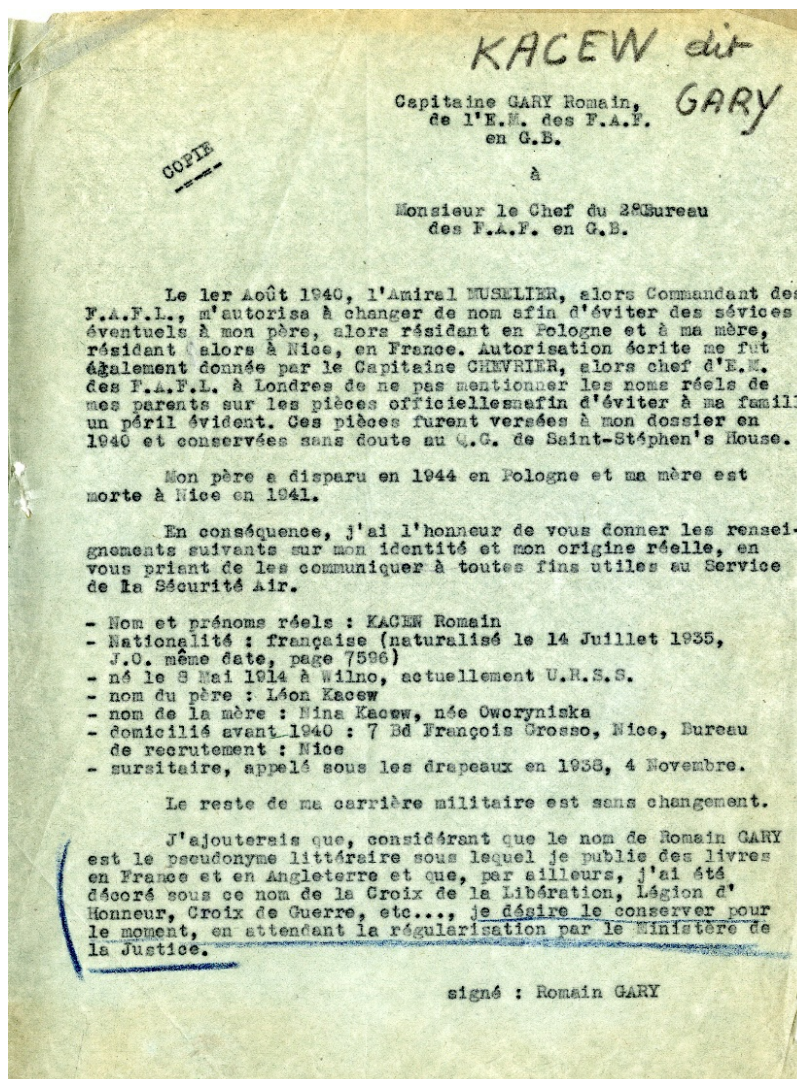 KACEW dit
GARY
Capitaine GARY Romain,
de l'E.M. des F.A.F.
en G.B.
COPIE
à
Monsieur le Chef du 2°Bureau
des F.A.F. en G.B.
Le 1er Août 1940, l'Amiral MUSELIER, alors Commandant des
F.A.F.L., m'autorisa à changer de nom afin d'éviter des sévices
éventuels à mon père, alors résidant en Pologne et à ma mère,
résidant alors à Nice, en France. Autorisation écrite me fut
également donnée par le Capitaine CHEVRIER, alors chef d'E.M.
des F.A.F.L. à Londres de ne pas mentionner les noms réels de
mes parents sur les pièces officiellesnafin d'éviter à ma famill
un péril évident. Ces pièces furent versées à mon dossier en
1940 et conservées sans doute au Q.G. de Saint-Stéphen's House.
Mon père a disparu en 1944 en Pologne et ma mère est
morte à Nice en 1941.
En conséquence, j'ai l'honneur de vous donner les rensei-
gnements suivants sur mon identité et mon origine réelle, en
vous priant de les communiquer à toutes fins utiles au Service
de la Sécurité Air.
- Nom et prénoms réels : KACEW Romain
- Nationalité : française (naturalisé le 14 Juillet 1935,
J.O. même date, page 7596)
- né le 8 Mai 1914 à Wilno, actuellement U.R.S.S.
- nom du père : Léon Kacew
- nom de la mère : Nina Kacew, née Owcryniska
- domicilié avant 1940 : 7 Bd François Grosso, Nice, Bureau
de recrutement : Nice
- sursitaire, appelé sous les drapeaux en 1938, 4 Novembre.
Le reste de ma carrière militaire est sans changement.
J'ajouterais que, considérant que le nom de Romain GARY
est le pseudonyme littéraire sous lequel je publie des livres
en France et en Angleterre et que, par ailleurs, j'ai été
décoré sous ce nom de la Croix de la Libération, Légion d'
Honneur, Croix de Guerre, etc..., je désire le conserver pour
le moment, en attendant la régularisation par le Ministère de
la Justice.
signé : Romain GARY